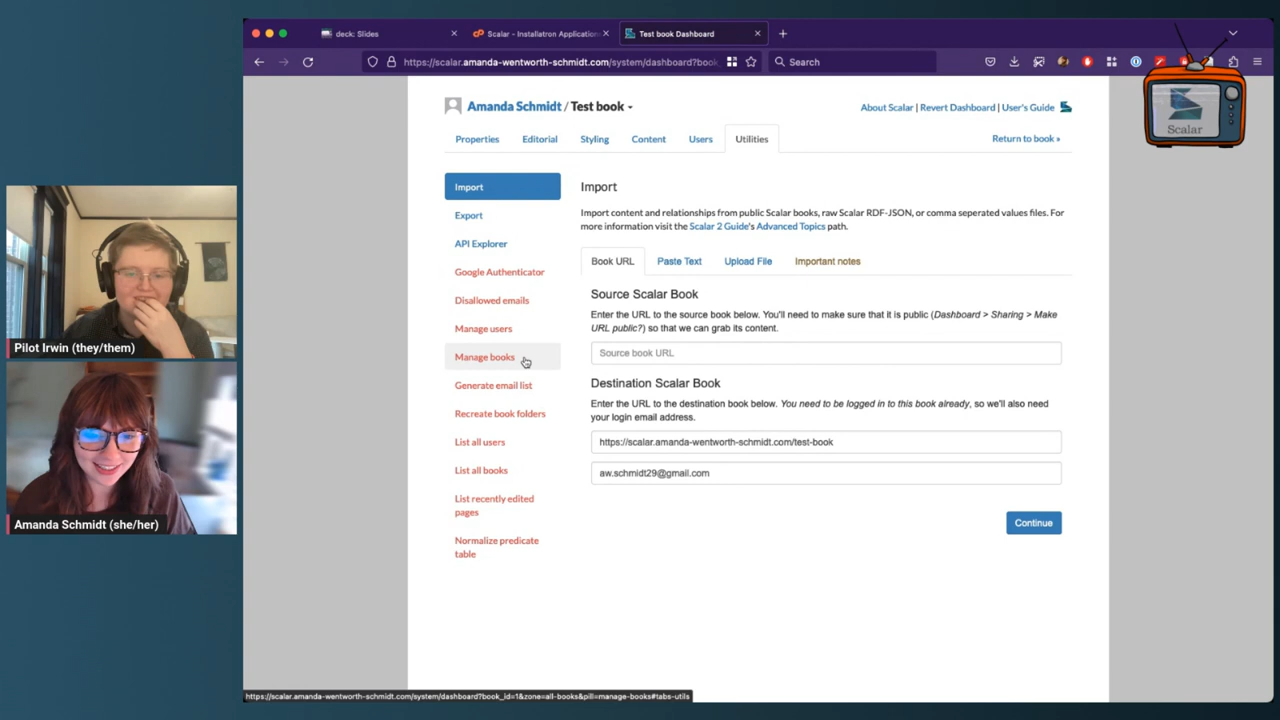 deck: Slides
Scalar - Installatron Application
Test book Dashboard
https://scalar.amanda-wentworth-schmidt.com/system/dashboard?book_
Search
Amanda Schmidt / Test book
About Scalar | Revert Dashboard | User's Guide
Scalar
Properties
Editorial
Styling
Content
Users
Utilities
Return to book »
Import
Export
API Explorer
Google Authenticator
Disallowed emails
Manage users
Manage books
Generate email list
Recreate book folders
List all users
List all books
List recently edited
pages
Normalize predicate
table
Import
Import content and relationships from public Scalar books, raw Scalar RDF-JSON, or comma seperated values files. For
more information visit the Scalar 2 Guide's Advanced Topics path.
Book URL
Paste Text
Upload File
Important notes
Source Scalar Book
Enter the URL to the source book below. You'll need to make sure that it is public (Dashboard > Sharing > Make
URL public?) so that we can grab its content.
Source book URL
Destination Scalar Book
Enter the URL to the destination book below. You need to be logged in to this book already, so we'll also need
your login email address.
https://scalar.amanda-wentworth-schmidt.com/test-book
aw.schmidt29@gmail.com
Continue
Pilot Irwin (they/them)
Amanda Schmidt (she/her)
https://scalar.amanda-wentworth-schmidt.com/system/dashboard?book_id=1&zone=all-books&pill=manage-books#tabs-utils